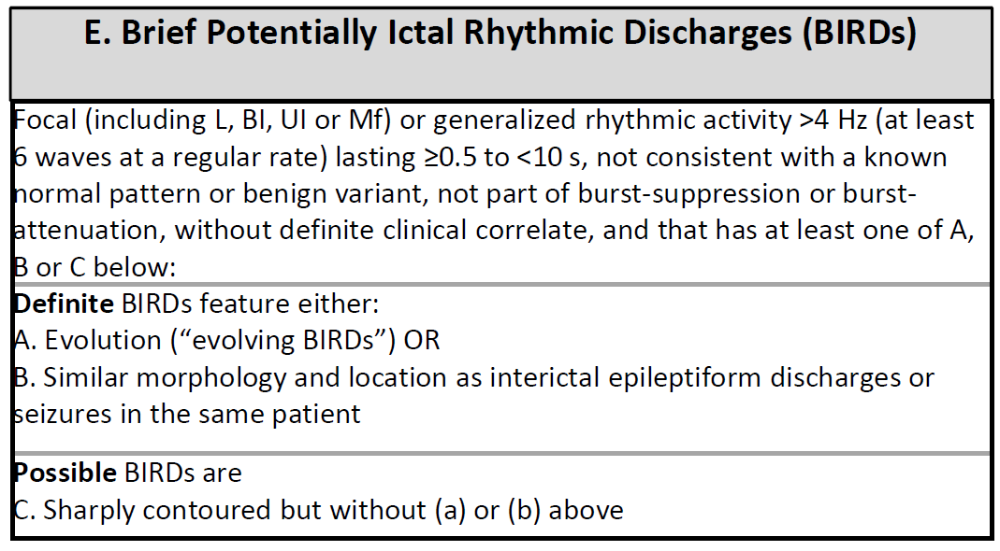 E. Brief Potentially Ictal Rhythmic Discharges (BIRDs)
Focal (including L, BI, UI or Mf) or generalized rhythmic activity >4 Hz (at least
6 waves at a regular rate) lasting ≥0.5 to <10 s, not consistent with a known
normal pattern or benign variant, not part of burst-suppression or burst-
attenuation, without definite clinical correlate, and that has at least one of A,
B or C below:
Definite BIRDs feature either:
A. Evolution (“evolving BIRDs”) OR
B. Similar morphology and location as interictal epileptiform discharges or
seizures in the same patient
Possible BIRDs are
C. Sharply contoured but without (a) or (b) above